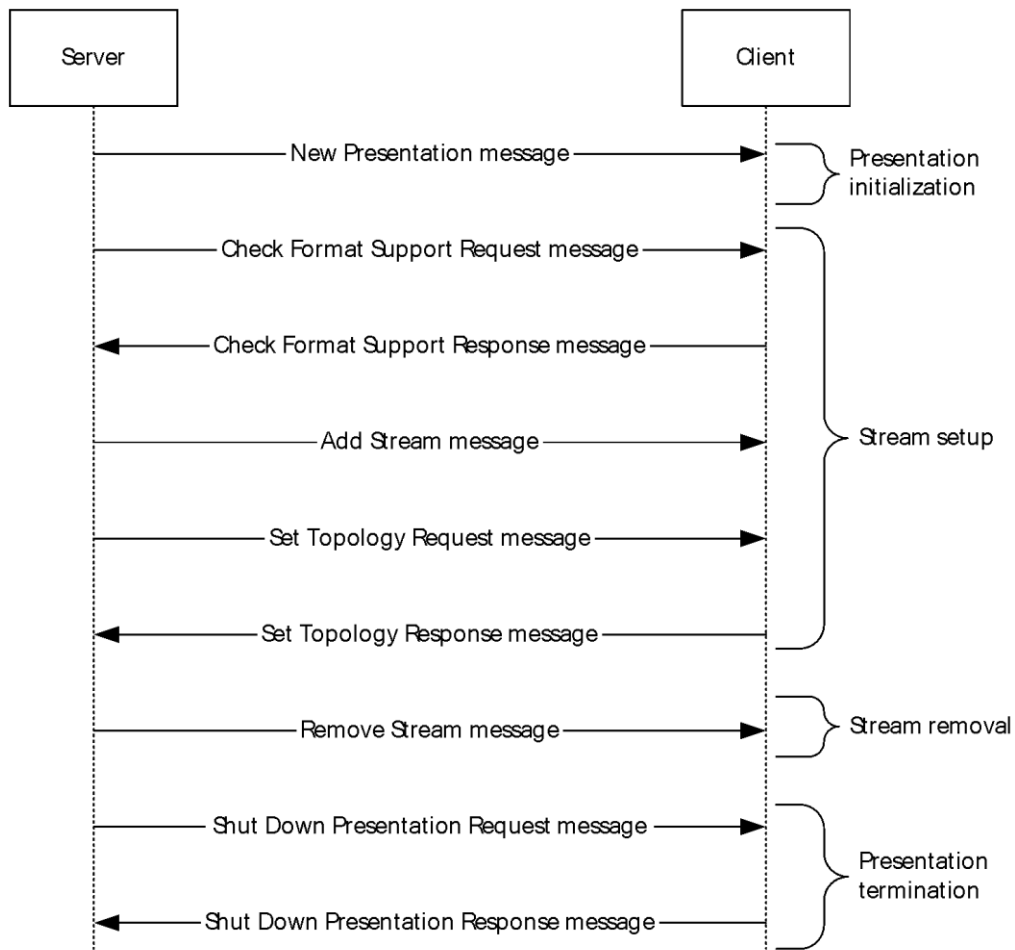 Server
Client
New Presentation message
Presentation
initialization
Check Format Support Request message
Check Format Support Response message
Add Stream message
Stream setup
Set Topology Request message
Set Topology Response message
Remove Stream message
Stream removal
Shut Down Presentation Request message
Presentation
termination
Shut Down Presentation Response message